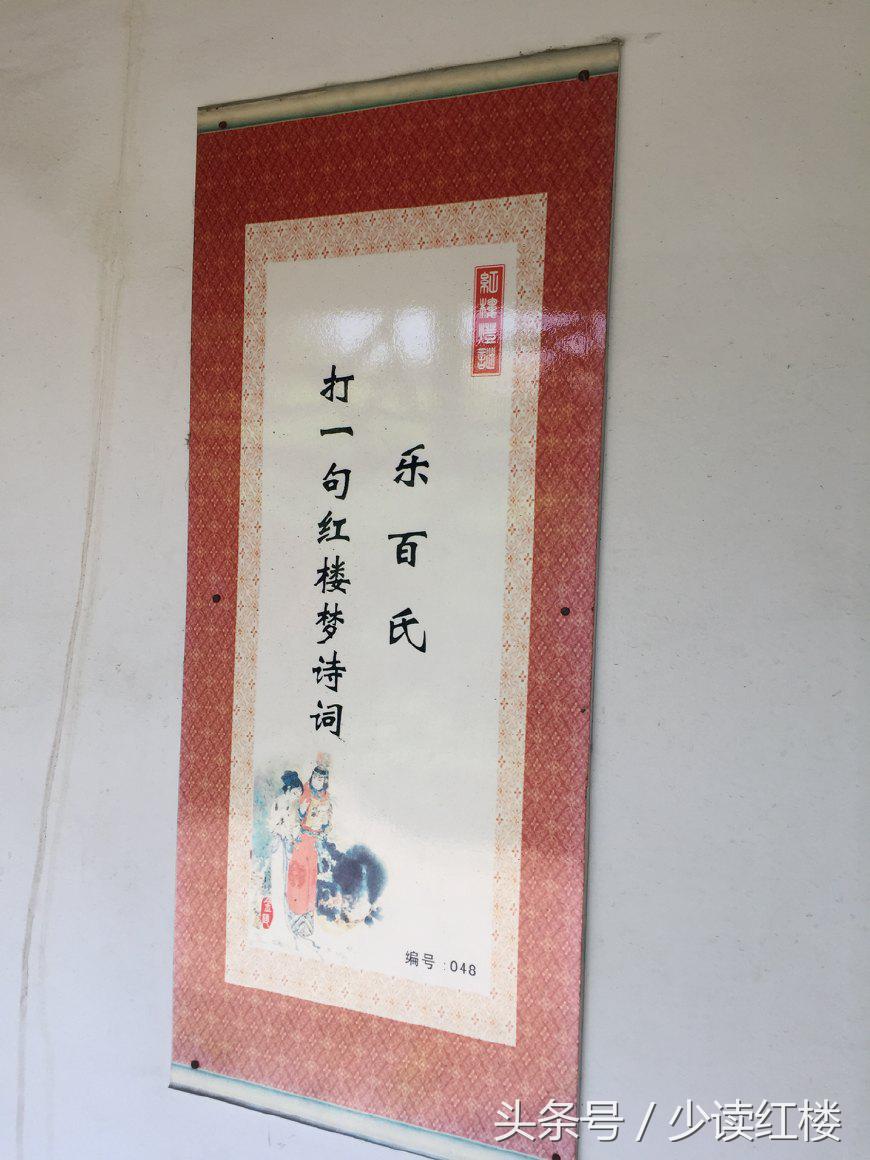 紅樓燈謎
乐百氏
打一句红楼梦诗词
编号:048
头条号 / 少读红楼